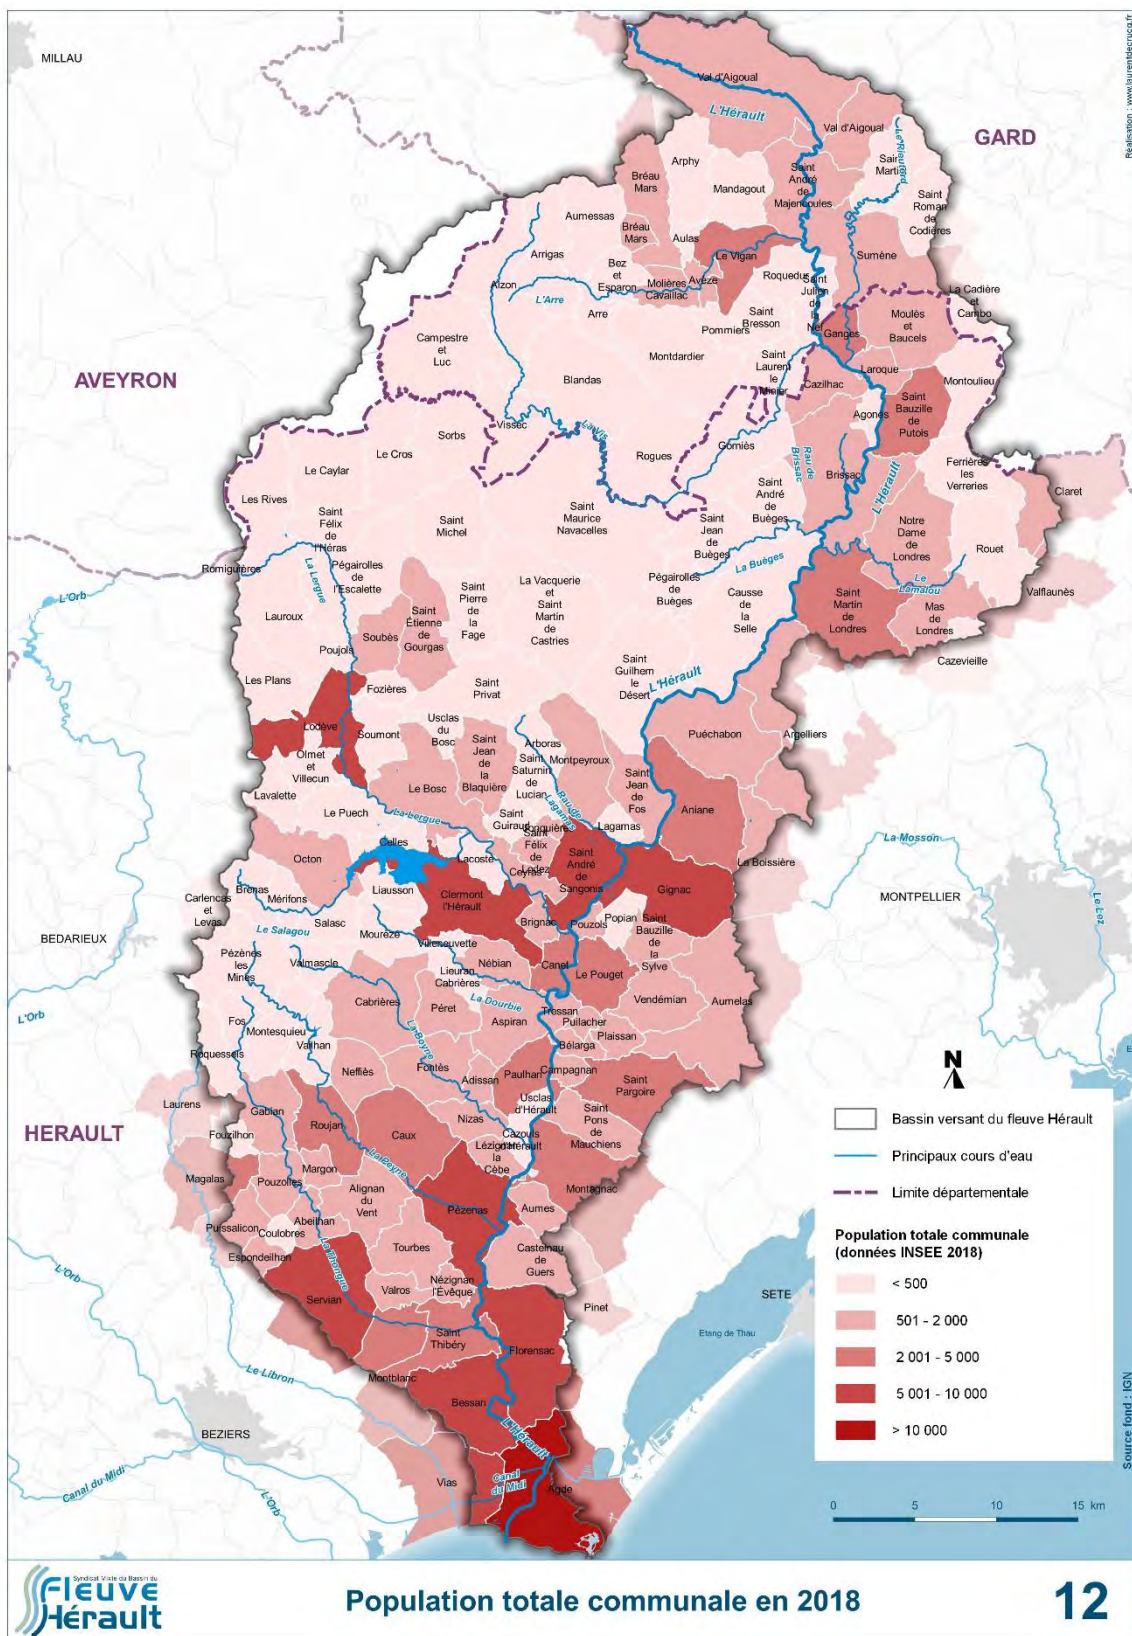 MILLAU
Réalisation : www.laurentdecrucq.fr
Val d'Aigoual
L'Hérault
Val d'Aigoual
Le Rieutord
GARD
Arphy
Bréau
Mars
Mandagout
Saint
André
de
Majencoules
Saint
Roman
de
Codières
Aumessas
Bréau
Mars
Aulas
Arrigas
Bez
et
Esparon
Le Vigan
Sumène
Alzon
Molières
Cavaillac
Avèze
Roquedur
Saint
Julien
de
la
Nef
La Cadière
et
Cambo
L'Arre
Arre
Saint
Bresson
Pommiers
Ganges
Moulès
et
Baucels
Campestre
et
Luc
Montdardier
Saint
Laurent
le
Minier
Laroque
Montoulieu
AVEYRON
Blandas
Cazilhac
Saint
Bauzille
de
Putois
Agonès
Vissec
La Vis
Sorbs
Le Cros
Rogues
Gorniès
Rau de
Brissac
Brissac
L'Hérault
Ferrières
les
Verreries
Claret
Le Caylar
Les Rives
Saint
Félix
de
l'Héras
Saint
Michel
Saint
Maurice
Navacelles
Saint
André
de
Buèges
Saint
Jean
de
Buèges
Notre
Dame
de
Londres
Rouet
Romiguières
La Lergue
Pégairolles
de
l'Escalette
La Buèges
Pégairolles
de
Buèges
Le
Lamalou
Valflaunès
L'Orb
Lauroux
Saint
Étienne
de
Gourgas
Saint
Pierre
de
la
Fage
La Vacquerie
et
Saint
Martin
de
Castries
Causse
de la
Selle
Saint
Martin
de
Londres
Mas
de
Londres
Soubès
Poujols
Cazevieille
Les Plans
Fozières
Saint
Privat
Saint
Guilhem
le
Désert
L'Hérault
Lodève
Soumont
Usclas
du
Bosc
Saint
Jean
de la
Blaquière
Arboras
Montpeyroux
Puéchabon
Argelliers
Olmet
et
Villecun
Saint
Saturnin
de
Lucian
Saint
Jean
de
Fos
Lavalette
Le Bosc
Rau de
Lagamas
Aniane
Le Puech
La Lergue
Saint
Guiraud
Jonquières
Lagamas
La Mosson
Octon
Celles
Lacoste
Saint
Félix
de
Lodez
Saint
André
de
Sangonis
La Boissière
Ceyras
Gignac
MONTPELLIER
Le Lez
Brenas
Mérifons
Liausson
Clermont
l'Hérault
Carlencas
et
Levas
Salasc
Brignac
Pouzols
Popian
Saint
Bauzille
de
la
Sylve
BEDARIEUX
Le Salagou
Mourèze
Villeneuvette
Pézènes
les
Mines
Valmascle
Nébian
Canet
Le Pouget
Lieuran
Cabrières
Cabrières
Péret
La Dourbie
Vendémian
Aumelas
L'Orb
Fos
Tressan
Aspiran
Puilacher
Montesquieu
La Boyne
Plaissan
Vailhan
Bélarga
Roquessels
Neffiès
Fontès
Adissan
Paulhan
Campagnan
Saint
Pargoire
N
Laurens
Gabian
Usclas
d'Hérault
HERAULT
Roujan
Nizas
Saint
Pons
de
Mauchiens
Fouzilhon
Caux
Cazouls
d'Hérault
Lézignan
la
Cèbe
La Peyne
Magalas
Margon
Pouzolles
Alignan
du
Vent
Montagnac
Pézenas
Aumes
Puissalicon
Abeilhan
Coulobres
Espondeilhan
Tourbes
Castelnau
de
Guers
La Thongue
Nézignan
l'Évêque
Servian
Valros
Pinet
SETE
L'Orb
Saint
Thibéry
Florensac
Etang de Thau
Montblanc
Le Libron
Bessan
BEZIERS
L'Hérault
Canal du Midi
Vias
Canal
du Midi
Agde
L'Orb
Bassin versant du fleuve Hérault
Principaux cours d'eau
Limite départementale
Population totale communale
(données INSEE 2018)
< 500
501 - 2 000
2 001 - 5 000
5 001 - 10 000
> 10 000
Source fond : IGN
0 5 10 15 km
Syndicat Mixte du Bassin du
Fleuve
Hérault
Population totale communale en 2018
12